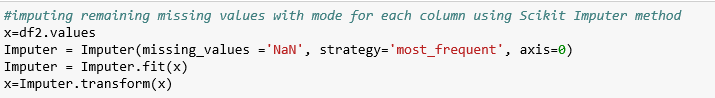 #imputing remaining missing values with mode for each column using Scikit Imputer method
x=df2.values
Imputer = Imputer(missing_values ='NaN', strategy='most_frequent', axis=0)
Imputer = Imputer.fit(x)
x=Imputer.transform(x)